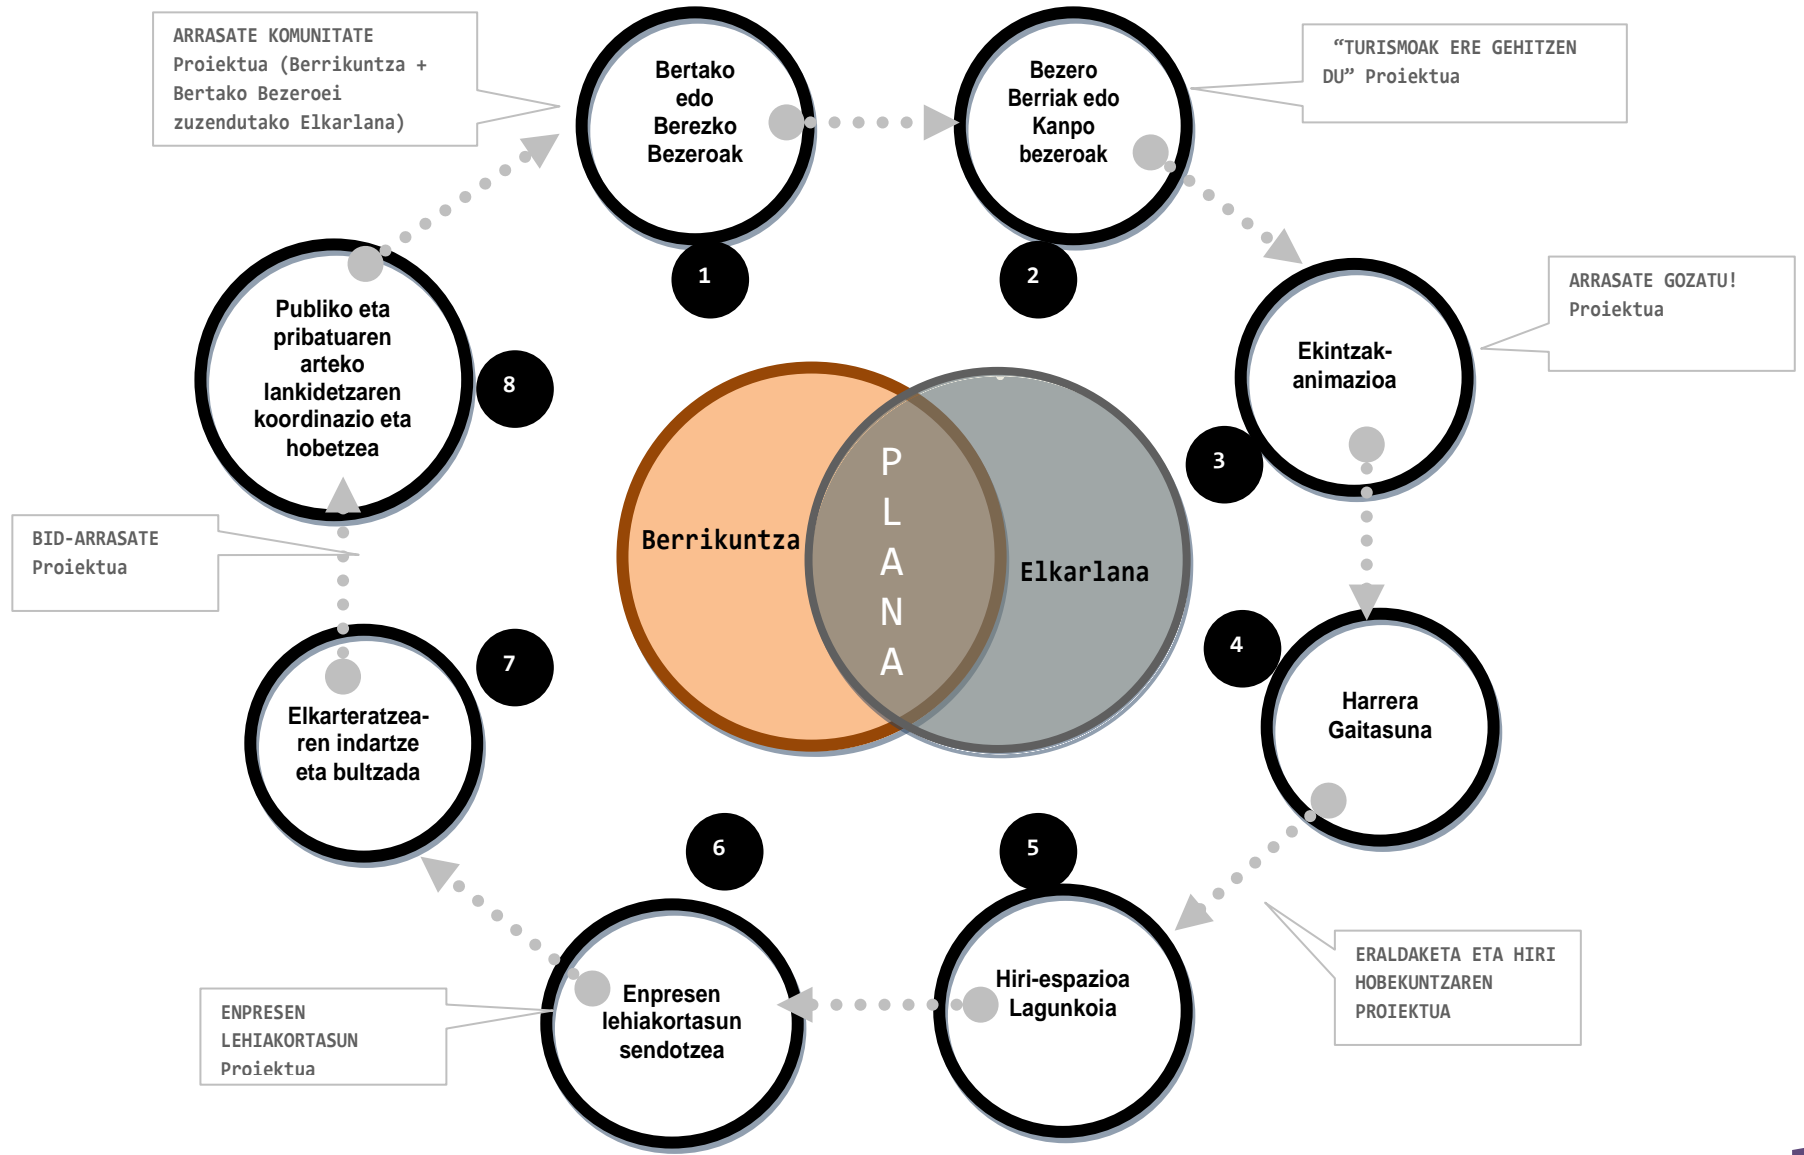 ARRASATE KOMUNITATE
Proiektua (Berrikuntza +
Bertako Bezeroei
zuzendutako Elkarlana)
Bertako
edo
Berezko
Bezeroak
1
Bezero
Berriak edo
Kanpo
bezeroak
2
“TURISMOAK ERE GEHITZEN
DU” Proiektua
Ekintzak-
animazioa
3
ARRASATE GOZATU!
Proiektua
Harrera
Gaitasuna
4
ERALDAKETA ETA HIRI
HOBEKUNTZAREN
PROIEKTUA
Hiri-espazioa
Lagunkoia
5
Enpresen
lehiakortasun
sendotzea
6
ENPRESEN
LEHIAKORTASUN
Proiektua
Elkarteratzea-
ren indartze
eta bultzada
7
BID-ARRASATE
Proiektua
Publiko eta
pribatuaren
arteko
lankidetzaren
koordinazio eta
hobetzea
8
Berrikuntza
P
L
A
N
A
Elkarlana